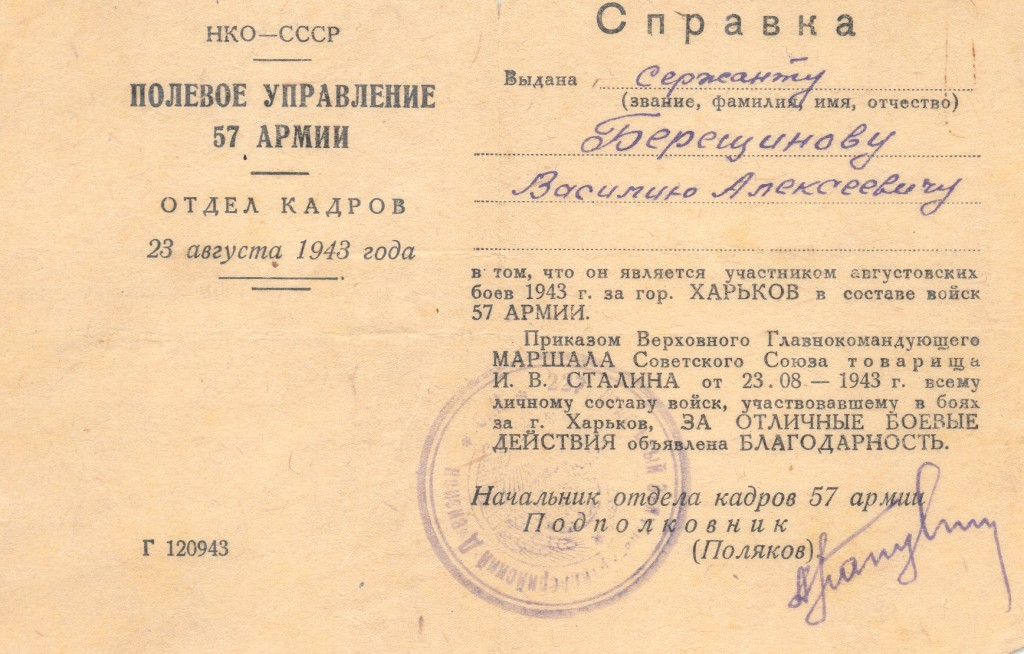 НКО—СССР
ПОЛЕВОЕ УПРАВЛЕНИЕ
57 АРМИИ
ОТДЕЛ КАДРОВ
23 августа 1943 года
Г 120943
Справка
Выдана Сержанту
(звание, фамилия, имя, отчество)
Берещинову
Василию Алексеевичу
в том, что он является участником августовских
боев 1943 г. за гор. ХАРЬКОВ в составе войск
57 АРМИИ.
Приказом Верховного Главнокомандующего
МАРШАЛА Советского Союза товарища
И. В. СТАЛИНА от 23.08 — 1943 г. всему
личному составу войск, участвовавшему в боях
за г. Харьков, ЗА ОТЛИЧНЫЕ БОЕВЫЕ
ДЕЙСТВИЯ объявлена БЛАГОДАРНОСТЬ.
Начальник отдела кадров 57 армии
Подполковник
(Поляков)